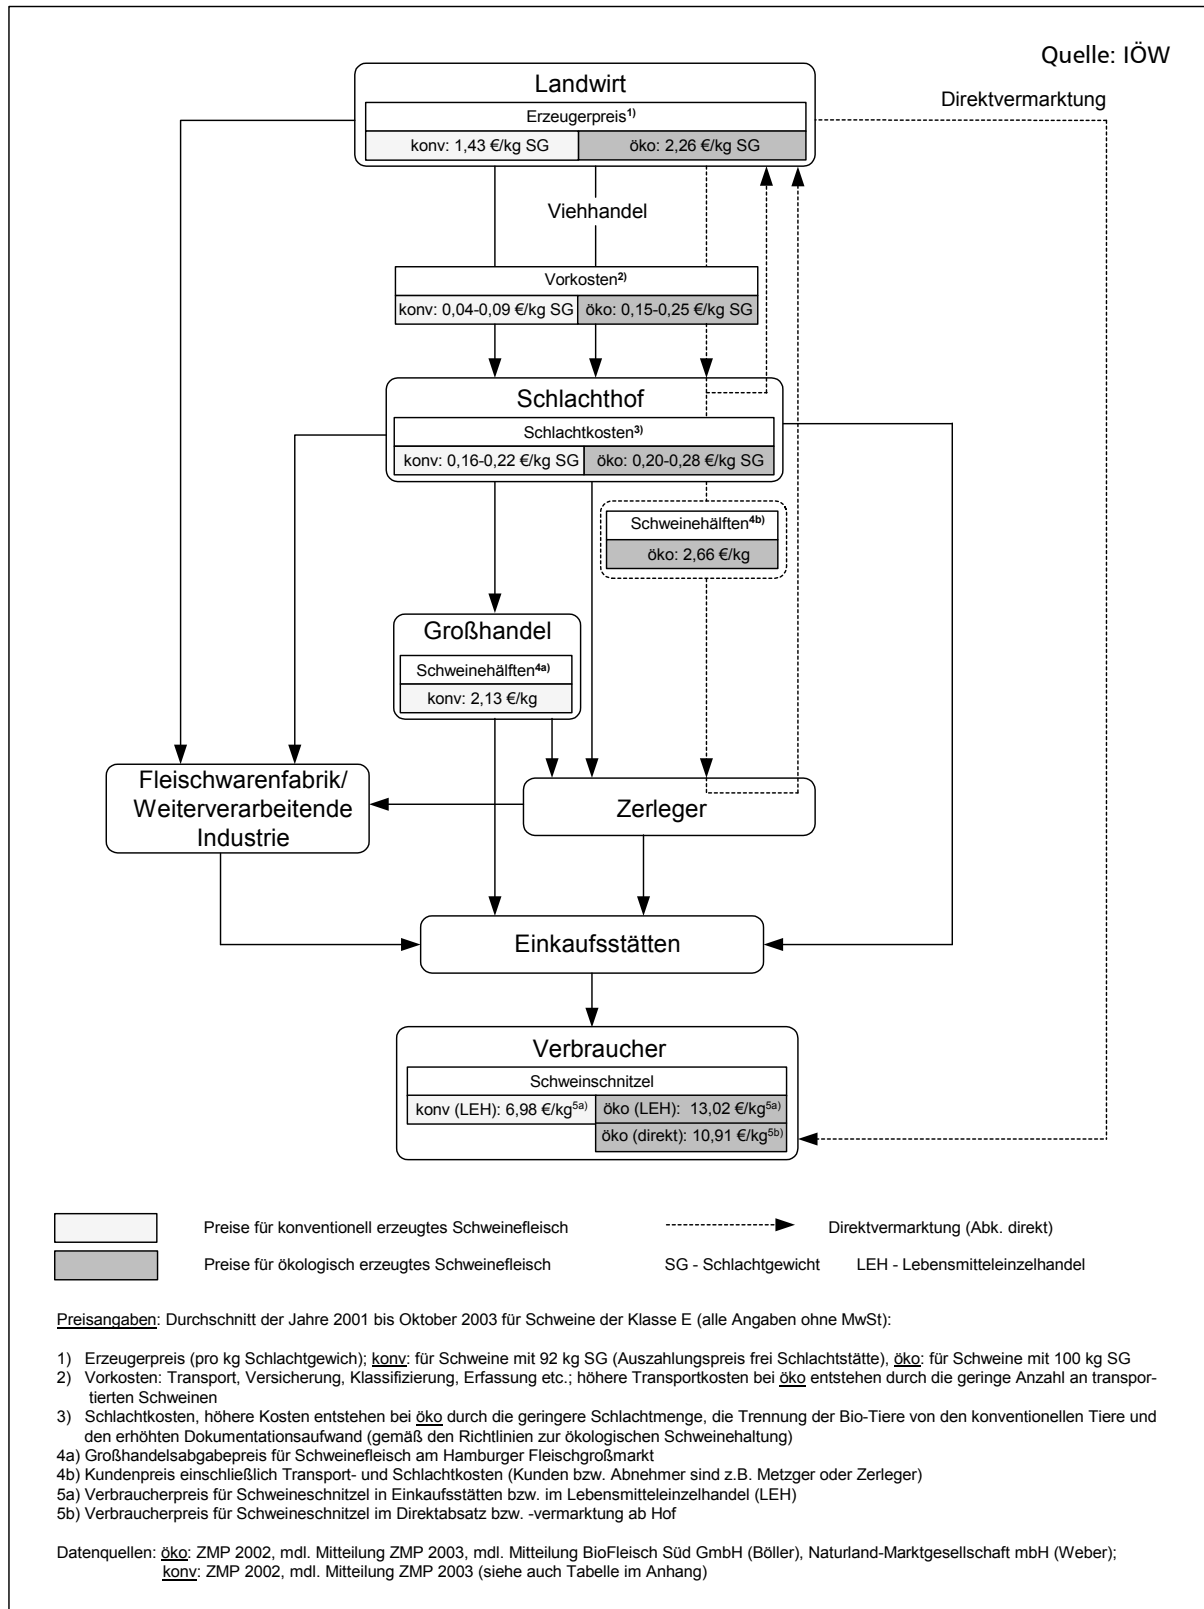 Quelle: IÖW
Landwirt
Direktvermarktung
Erzeugerpreis1)
konv: 1,43 €/kg SG
öko: 2,26 €/kg SG
Viehhandel
Vorkosten2)
konv: 0,04-0,09 €/kg SG
öko: 0,15-0,25 €/kg SG
Schlachthof
Schlachtkosten3)
konv: 0,16-0,22 €/kg SG
öko: 0,20-0,28 €/kg SG
Schweinehälften4b)
öko: 2,66 €/kg
Großhandel
Schweinehälften4a)
konv: 2,13 €/kg
Fleischwarenfabrik/
Weiterverarbeitende
Industrie
Zerleger
Einkaufsstätten
Verbraucher
Schweinschnitzel
konv (LEH): 6,98 €/kg5a)
öko (LEH): 13,02 €/kg5a)
öko (direkt): 10,91 €/kg5b)
Preise für konventionell erzeugtes Schweinefleisch
Direktvermarktung (Abk. direkt)
Preise für ökologisch erzeugtes Schweinefleisch
SG - Schlachtgewicht
LEH - Lebensmitteleinzelhandel
Preisangaben: Durchschnitt der Jahre 2001 bis Oktober 2003 für Schweine der Klasse E (alle Angaben ohne MwSt):
1) Erzeugerpreis (pro kg Schlachtgewich); konv: für Schweine mit 92 kg SG (Auszahlungspreis frei Schlachtstätte), öko: für Schweine mit 100 kg SG
2) Vorkosten: Transport, Versicherung, Klassifizierung, Erfassung etc.; höhere Transportkosten bei öko entstehen durch die geringe Anzahl an transpor-
tierten Schweinen
3) Schlachtkosten, höhere Kosten entstehen bei öko durch die geringere Schlachtmenge, die Trennung der Bio-Tiere von den konventionellen Tiere und
den erhöhten Dokumentationsaufwand (gemäß den Richtlinien zur ökologischen Schweinehaltung)
4a) Großhandelsabgabepreis für Schweinefleisch am Hamburger Fleischgroßmarkt
4b) Kundenpreis einschließlich Transport- und Schlachtkosten (Kunden bzw. Abnehmer sind z.B. Metzger oder Zerleger)
5a) Verbraucherpreis für Schweineschnitzel in Einkaufsstätten bzw. im Lebensmitteleinzelhandel (LEH)
5b) Verbraucherpreis für Schweineschnitzel im Direktabsatz bzw. -vermarktung ab Hof
Datenquellen: öko: ZMP 2002, mdl. Mitteilung ZMP 2003, mdl. Mitteilung BioFleisch Süd GmbH (Böller), Naturland-Marktgesellschaft mbH (Weber);
konv: ZMP 2002, mdl. Mitteilung ZMP 2003 (siehe auch Tabelle im Anhang)